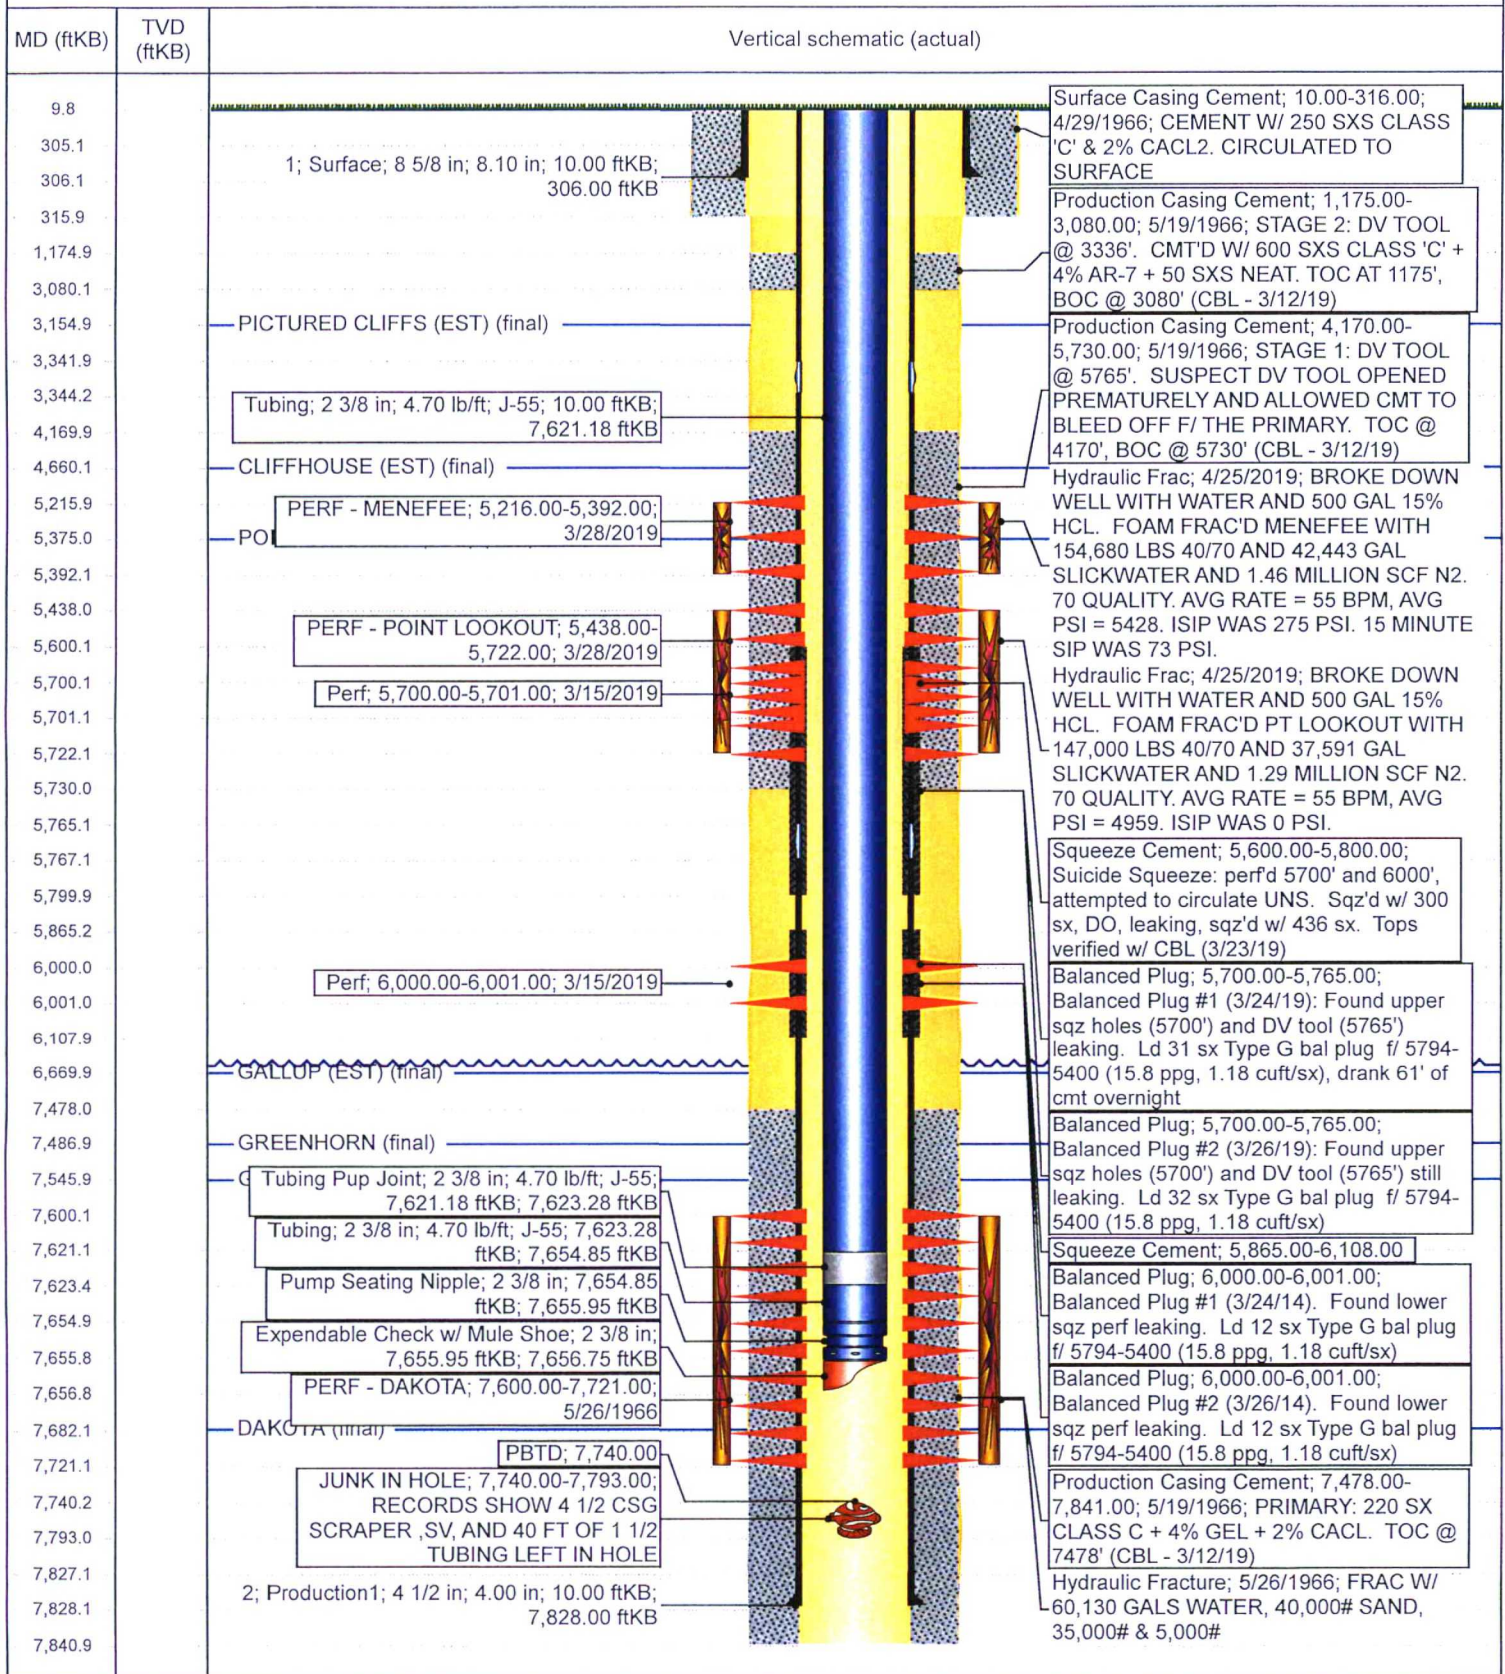 MD (ftKB)
TVD
(ftKB)
Vertical schematic (actual)
9.8
305.1
306.1
315.9
1,174.9
3,080.1
3,154.9
3,341.9
3,344.2
4,169.9
4,660.1
5,215.9
5,375.0
5,392.1
5,438.0
5,600.1
5,700.1
5,701.1
5,722.1
5,730.0
5,765.1
5,767.1
5,799.9
5,865.2
6,000.0
6,001.0
6,107.9
6,669.9
7,478.0
7,486.9
7,545.9
7,600.1
7,621.1
7,623.4
7,654.9
7,655.8
7,656.8
7,682.1
7,721.1
7,740.2
7,793.0
7,827.1
7,828.1
7,840.9
1; Surface; 8 5/8 in; 8.10 in; 10.00 ftKB;
306.00 ftKB
PICTURED CLIFFS (EST) (final)
Tubing; 2 3/8 in; 4.70 lb/ft; J-55; 10.00 ftKB;
7,621.18 ftKB
CLIFFHOUSE (EST) (final)
PERF - MENEFEE; 5,216.00-5,392.00;
3/28/2019
PERF - POINT LOOKOUT; 5,438.00-
5,722.00; 3/28/2019
Perf; 5,700.00-5,701.00; 3/15/2019
Perf; 6,000.00-6,001.00; 3/15/2019
GALLUP (EST) (final)
GREENHORN (final)
Tubing Pup Joint; 2 3/8 in; 4.70 lb/ft; J-55;
7,621.18 ftKB; 7,623.28 ftKB
Tubing; 2 3/8 in; 4.70 lb/ft; J-55; 7,623.28
ftKB; 7,654.85 ftKB
Pump Seating Nipple; 2 3/8 in; 7,654.85
ftKB; 7,655.95 ftKB
Expendable Check w/ Mule Shoe; 2 3/8 in;
7,655.95 ftKB; 7,656.75 ftKB
PERF - DAKOTA; 7,600.00-7,721.00;
5/26/1966
DAKOTA (final)
PBTD; 7,740.00
JUNK IN HOLE; 7,740.00-7,793.00;
RECORDS SHOW 4 1/2 CSG
SCRAPER ,SV, AND 40 FT OF 1 1/2
TUBING LEFT IN HOLE
2; Production1; 4 1/2 in; 4.00 in; 10.00 ftKB;
7,828.00 ftKB
Surface Casing Cement; 10.00-316.00;
4/29/1966; CEMENT W/ 250 SXS CLASS
'C' & 2% CACL2. CIRCULATED TO
SURFACE
Production Casing Cement; 1,175.00-
3,080.00; 5/19/1966; STAGE 2: DV TOOL
@ 3336'. CMT'D W/ 600 SXS CLASS 'C' +
4% AR-7 + 50 SXS NEAT. TOC AT 1175',
BOC @ 3080' (CBL - 3/12/19)
Production Casing Cement; 4,170.00-
5,730.00; 5/19/1966; STAGE 1: DV TOOL
@ 5765'. SUSPECT DV TOOL OPENED
PREMATURELY AND ALLOWED CMT TO
BLEED OFF F/ THE PRIMARY. TOC @
4170', BOC @ 5730' (CBL - 3/12/19)
Hydraulic Frac; 4/25/2019; BROKE DOWN
WELL WITH WATER AND 500 GAL 15%
HCL. FOAM FRAC'D MENEFEE WITH
154,680 LBS 40/70 AND 42,443 GAL
SLICKWATER AND 1.46 MILLION SCF N2.
70 QUALITY. AVG RATE = 55 BPM, AVG
PSI = 5428. ISIP WAS 275 PSI. 15 MINUTE
SIP WAS 73 PSI.
Hydraulic Frac; 4/25/2019; BROKE DOWN
WELL WITH WATER AND 500 GAL 15%
HCL. FOAM FRAC'D PT LOOKOUT WITH
147,000 LBS 40/70 AND 37,591 GAL
SLICKWATER AND 1.29 MILLION SCF N2.
70 QUALITY. AVG RATE = 55 BPM, AVG
PSI = 4959. ISIP WAS 0 PSI.
Squeeze Cement; 5,600.00-5,800.00;
Suicide Squeeze: perf'd 5700' and 6000',
attempted to circulate UNS. Sqz'd w/ 300
sx, DO, leaking, sqz'd w/ 436 sx. Tops
verified w/ CBL (3/23/19)
Balanced Plug; 5,700.00-5,765.00;
Balanced Plug #1 (3/24/19): Found upper
sqz holes (5700') and DV tool (5765')
leaking. Ld 31 sx Type G bal plug f/ 5794-
5400 (15.8 ppg, 1.18 cuft/sx), drank 61' of
cmt overnight
Balanced Plug; 5,700.00-5,765.00;
Balanced Plug #2 (3/26/19): Found upper
sqz holes (5700') and DV tool (5765') still
leaking. Ld 32 sx Type G bal plug f/ 5794-
5400 (15.8 ppg, 1.18 cuft/sx)
Squeeze Cement; 5,865.00-6,108.00
Balanced Plug; 6,000.00-6,001.00;
Balanced Plug #1 (3/24/14). Found lower
sqz perf leaking. Ld 12 sx Type G bal plug
f/ 5794-5400 (15.8 ppg, 1.18 cuft/sx)
Balanced Plug; 6,000.00-6,001.00;
Balanced Plug #2 (3/26/14). Found lower
sqz perf leaking. Ld 12 sx Type G bal plug
f/ 5794-5400 (15.8 ppg, 1.18 cuft/sx)
Production Casing Cement; 7,478.00-
7,841.00; 5/19/1966; PRIMARY: 220 SX
CLASS C + 4% GEL + 2% CACL. TOC @
7478' (CBL - 3/12/19)
Hydraulic Fracture; 5/26/1966; FRAC W/
60,130 GALS WATER, 40,000# SAND,
35,000# & 5,000#